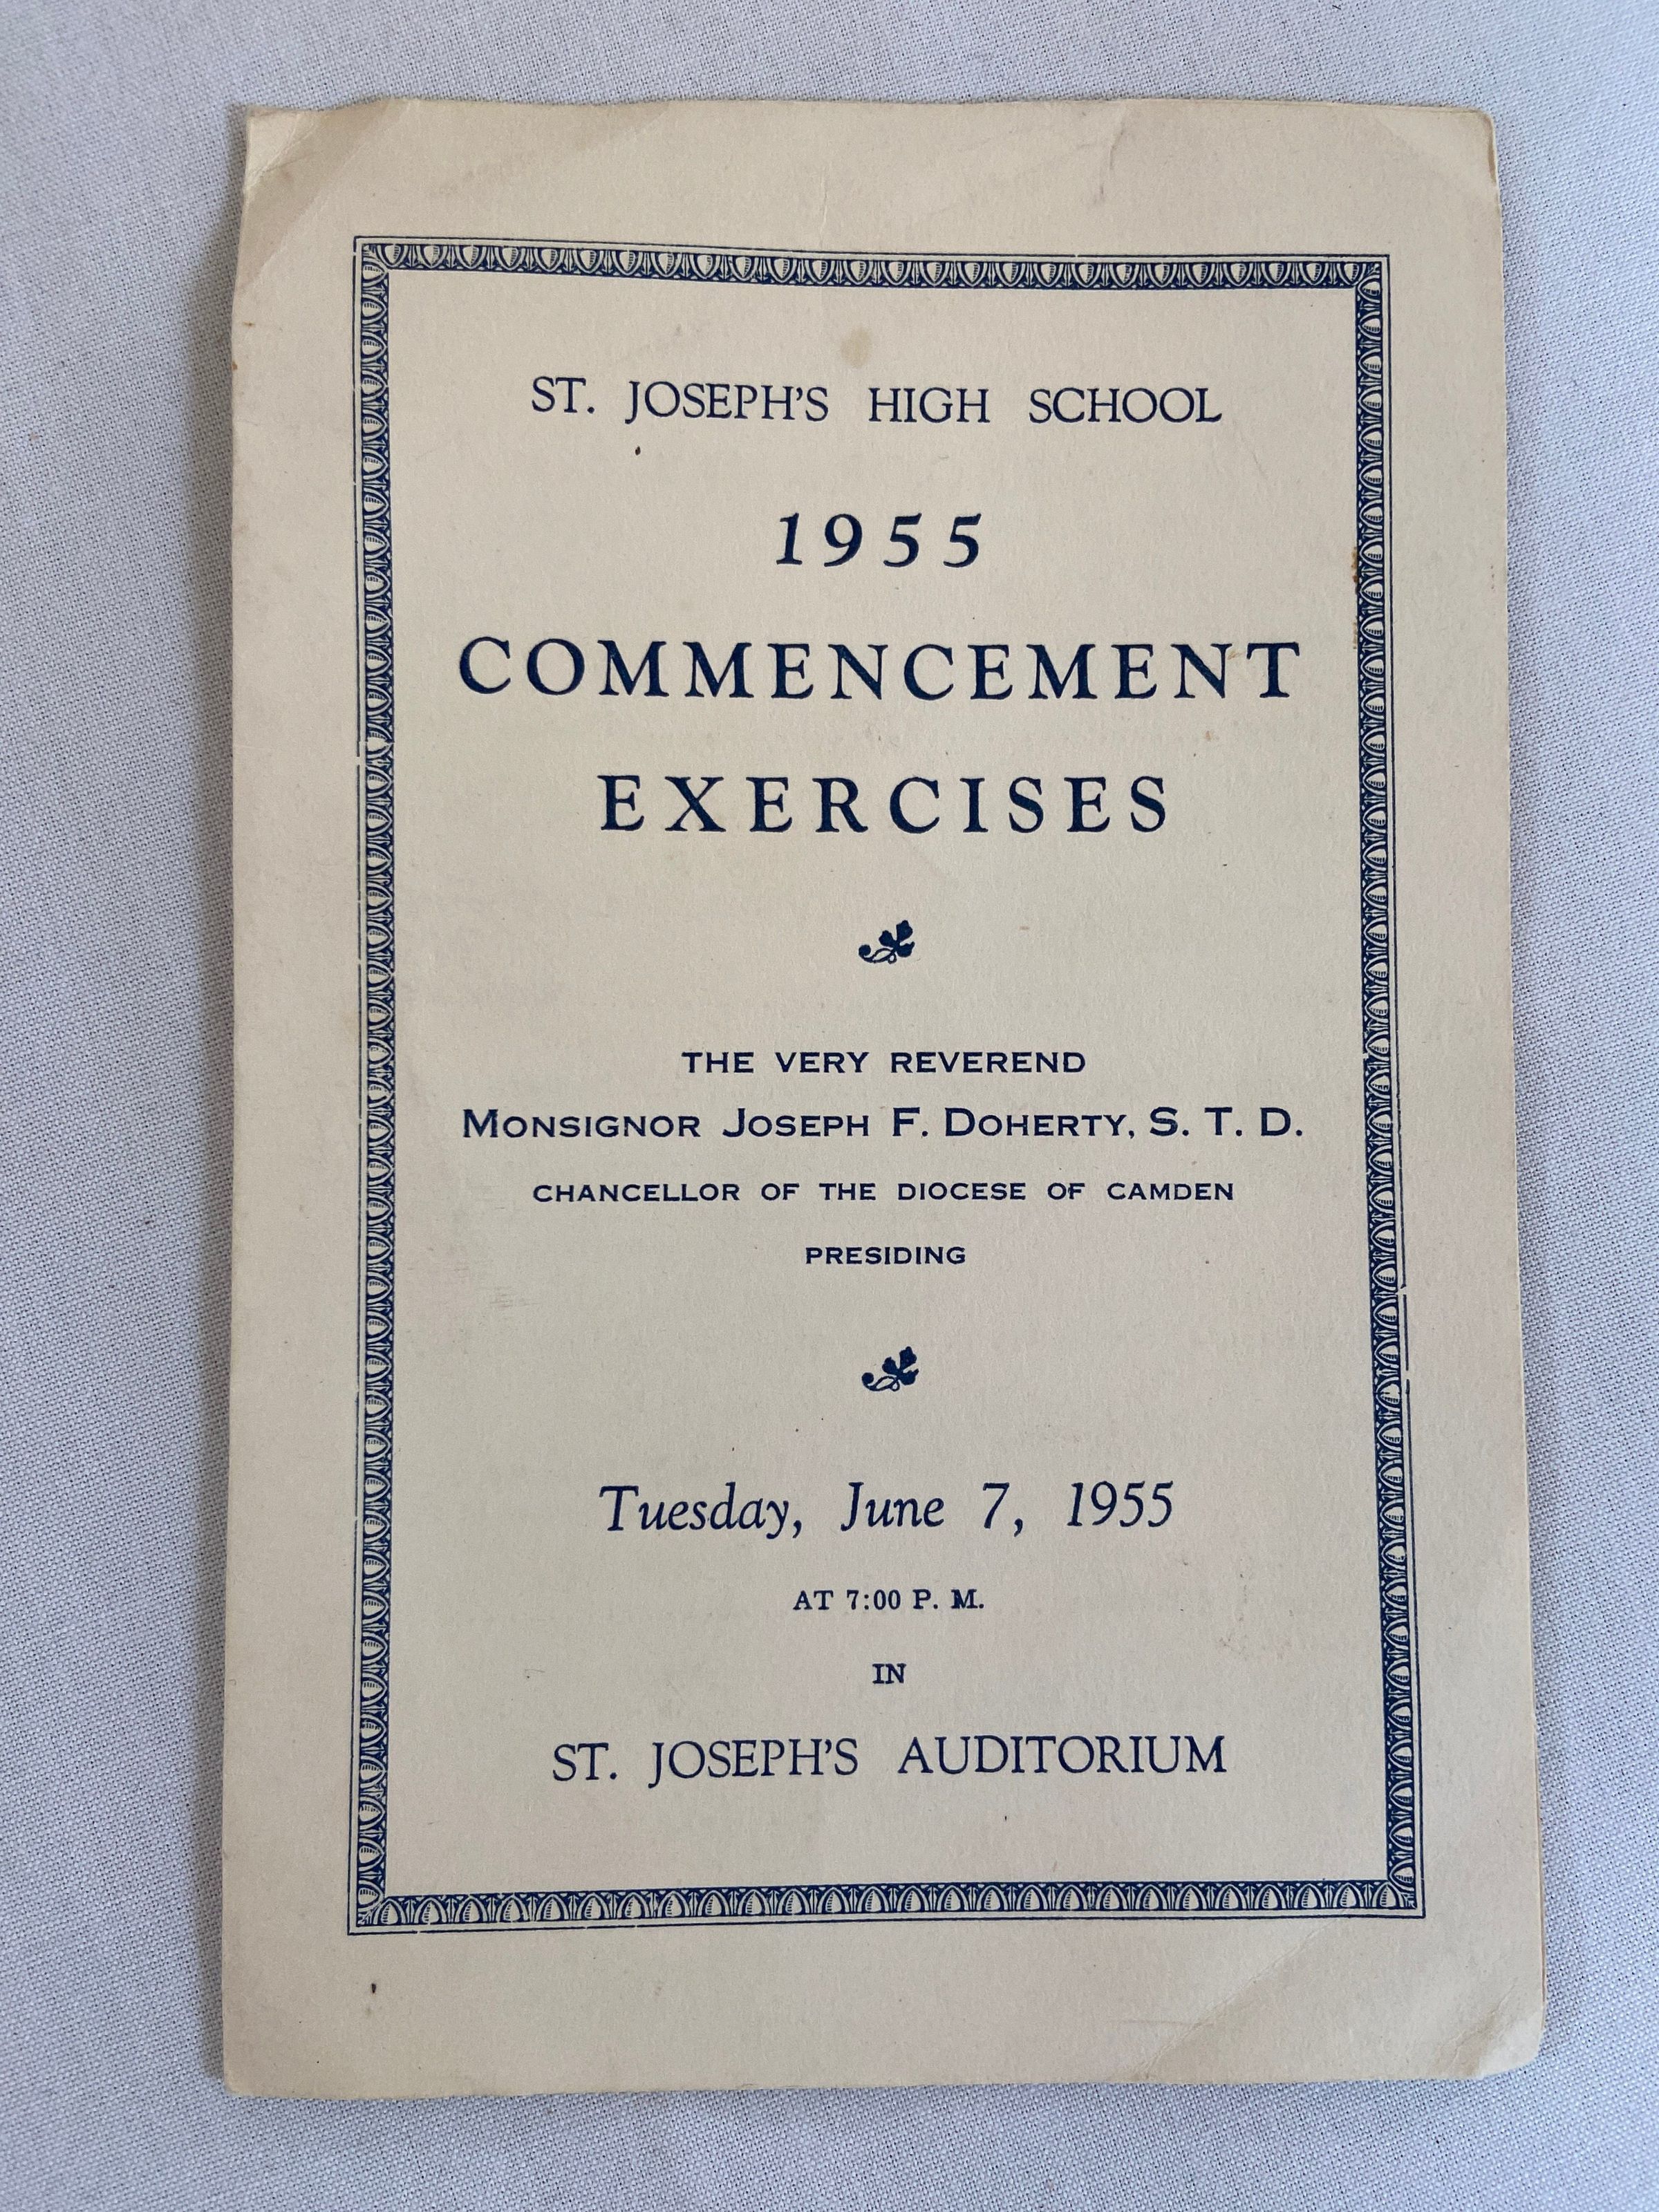 ST. JOSEPH'S HIGH SCHOOL
1955
COMMENCEMENT
EXERCISES
THE VERY REVEREND
MONSIGNOR JOSEPH F. DOHERTY, S. T. D.
CHANCELLOR OF THE DIOCESE OF CAMDEN
PRESIDING
Tuesday, June 7, 1955
AT 7:00 P. M.
IN
ST. JOSEPH'S AUDITORIUM